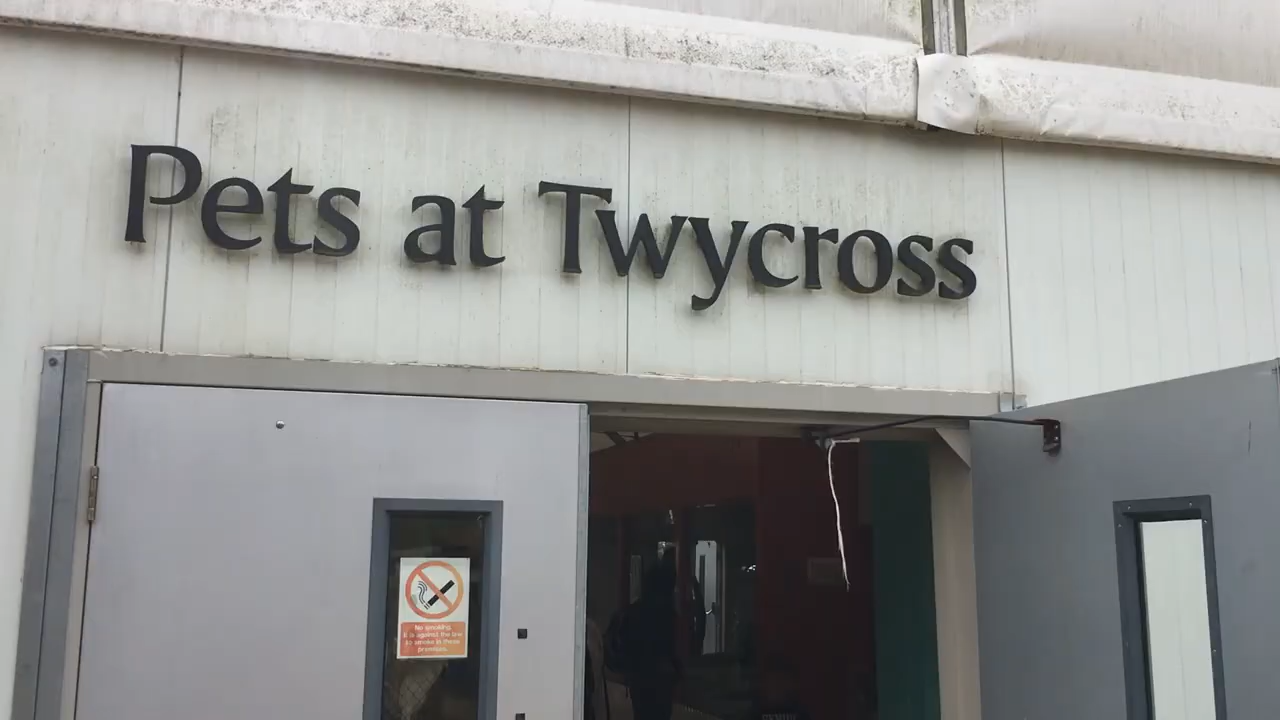 Pets at Twycross
No smoking.
It is against the law
to smoke in these
premises.